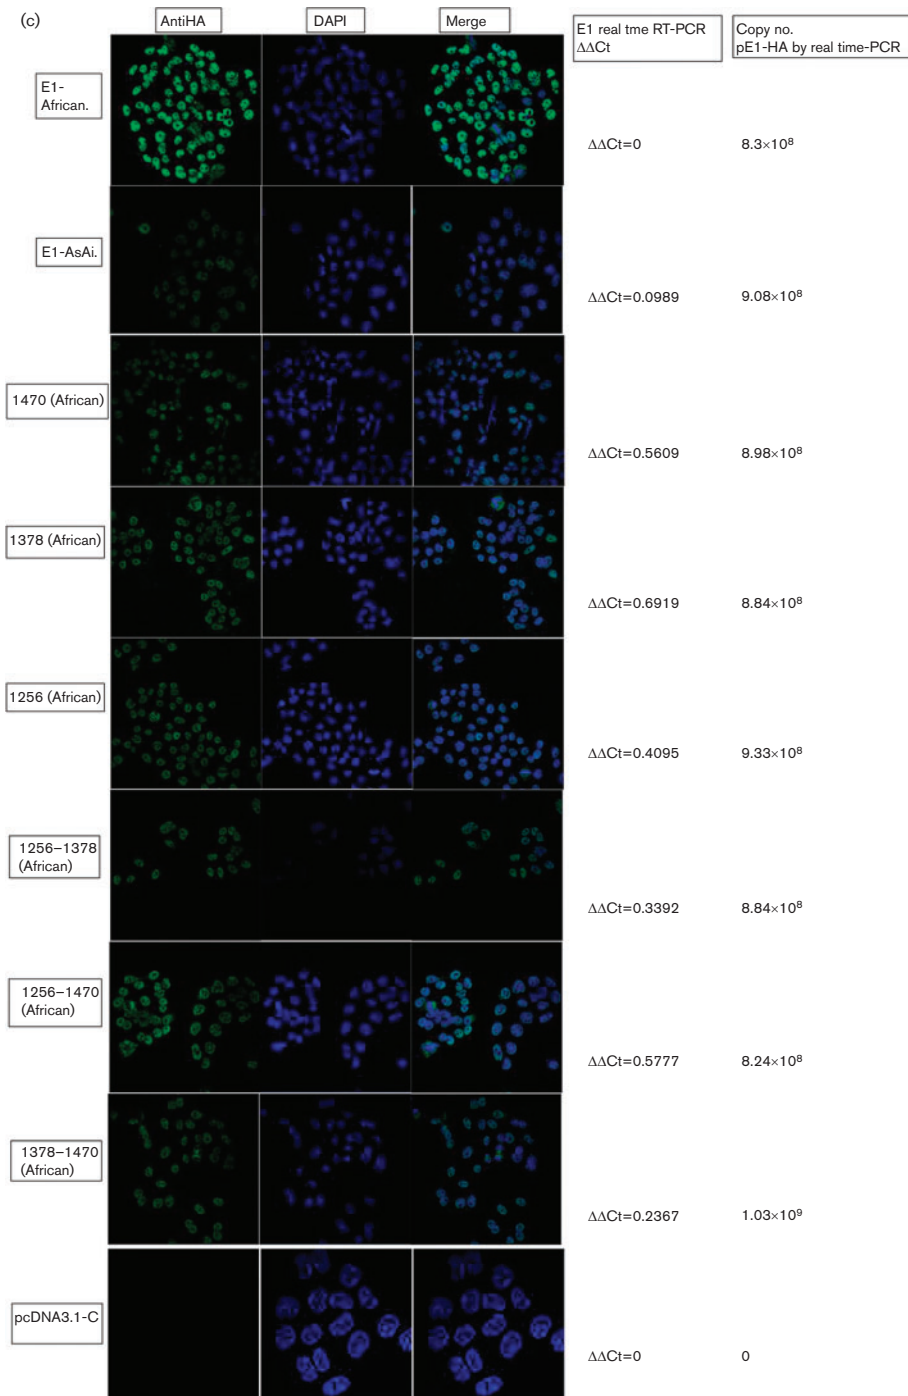 (c)
AntiHA
DAPI
Merge
E1 real tme RT-PCR
ΔΔCt
Copy no.
pE1-HA by real time-PCR
E1-
African.
ΔΔCt=0
8.3×10⁸
E1-AsAi.
ΔΔCt=0.0989
9.08×10⁸
1470 (African)
ΔΔCt=0.5609
8.98×10⁸
1378 (African)
ΔΔCt=0.6919
8.84×10⁸
1256 (African)
ΔΔCt=0.4095
9.33×10⁸
1256–1378
(African)
ΔΔCt=0.3392
8.84×10⁸
1256–1470
(African)
ΔΔCt=0.5777
8.24×10⁸
1378–1470
(African)
ΔΔCt=0.2367
1.03×10⁹
pcDNA3.1-C
ΔΔCt=0
0